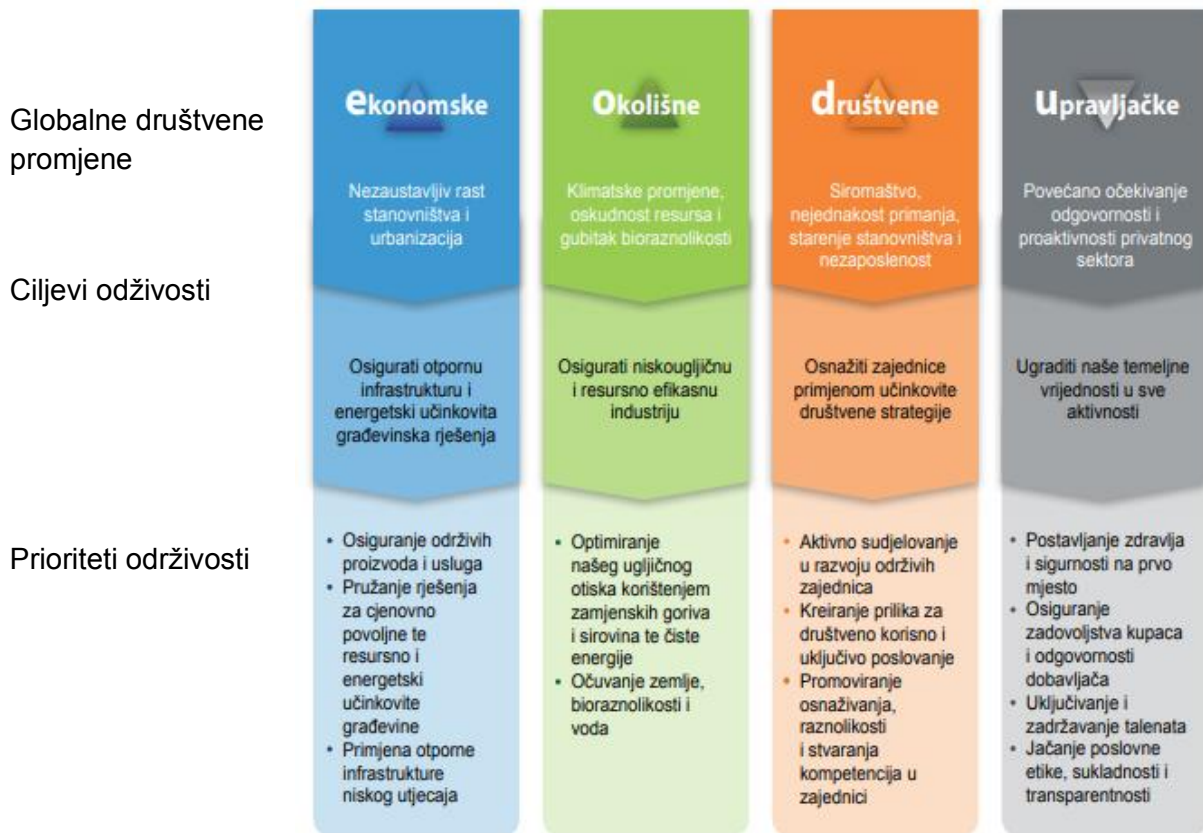 Globalne društvene
promjene
Ciljevi odživosti
Prioriteti održivosti
ekonomske
Nezaustavljiv rast
stanovništva i
urbanizacija
Osigurati otpornu
infrastrukturu i
energetski učinkovita
građevinska rješenja
• Osiguranje održivih
proizvoda i usluga
• Pružanje rješenja
za cjenovno
povoljne te
resursno i
energetski
učinkovite
građevine
• Primjena otporne
infrastrukture
niskog utjecaja
okolišne
Klimatske promjene,
oskudnost resursa i
gubitak bioraznolikosti
Osigurati niskougljičnu
i resursno efikasnu
industriju
• Optimiranje
našeg ugljičnog
otiska korištenjem
zamjenskih goriva
i sirovina te čiste
energije
• Očuvanje zemlje,
bioraznolikosti i
voda
društvene
Siromaštvo,
nejednakost primanja,
starenje stanovništva i
nezaposlenost
Osnažiti zajednice
primjenom učinkovite
društvene strategije
• Aktivno sudjelovanje
u razvoju održivih
zajednica
• Kreiranje prilika za
društveno korisno i
uključivo poslovanje
• Promoviranje
osnaživanja,
raznolikosti
i stvaranja
kompetencija u
zajednici
upravljačke
Povećano očekivanje
odgovornosti i
proaktivnosti privatnog
sektora
Ugraditi naše temeljne
vrijednosti u sve
aktivnosti
• Postavljanje zdravlja
i sigurnosti na prvo
mjesto
• Osiguranje
zadovoljstva kupaca
i odgovornosti
dobavljača
• Uključivanje i
zadržavanje talenata
• Jačanje poslovne
etike, sukladnosti i
transparentnosti